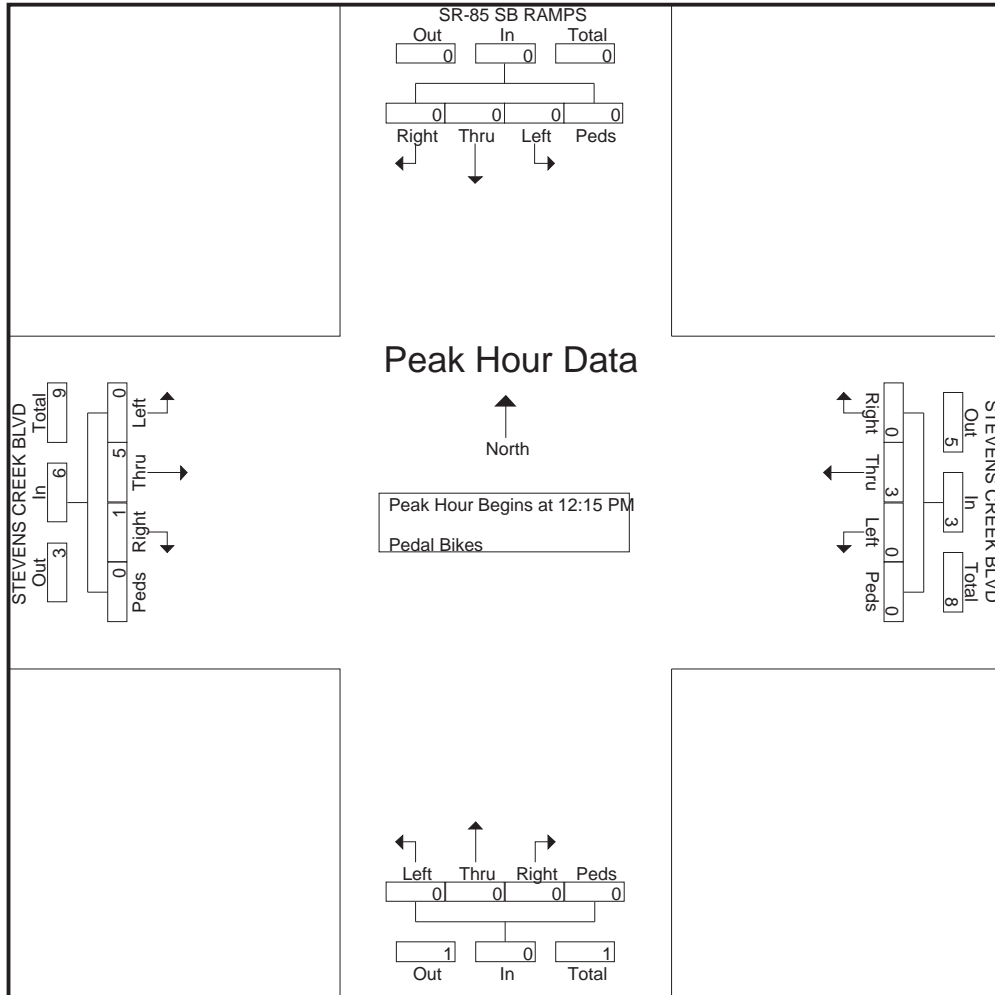 SR-85 SB RAMPS
Out In Total
0 0 0
0 0 0 0
Right Thru Left Peds
Peak Hour Data
North
Peak Hour Begins at 12:15 PM
Pedal Bikes
STEVENS CREEK BLVD
Out In Total
3 6 9
0 5 1 0
Left Thru Right Peds
STEVENS CREEK BLVD
Out In Total
5 3 8
0 3 0 0
Right Thru Left Peds
Left Thru Right Peds
0 0 0 0
1 0 1
Out In Total